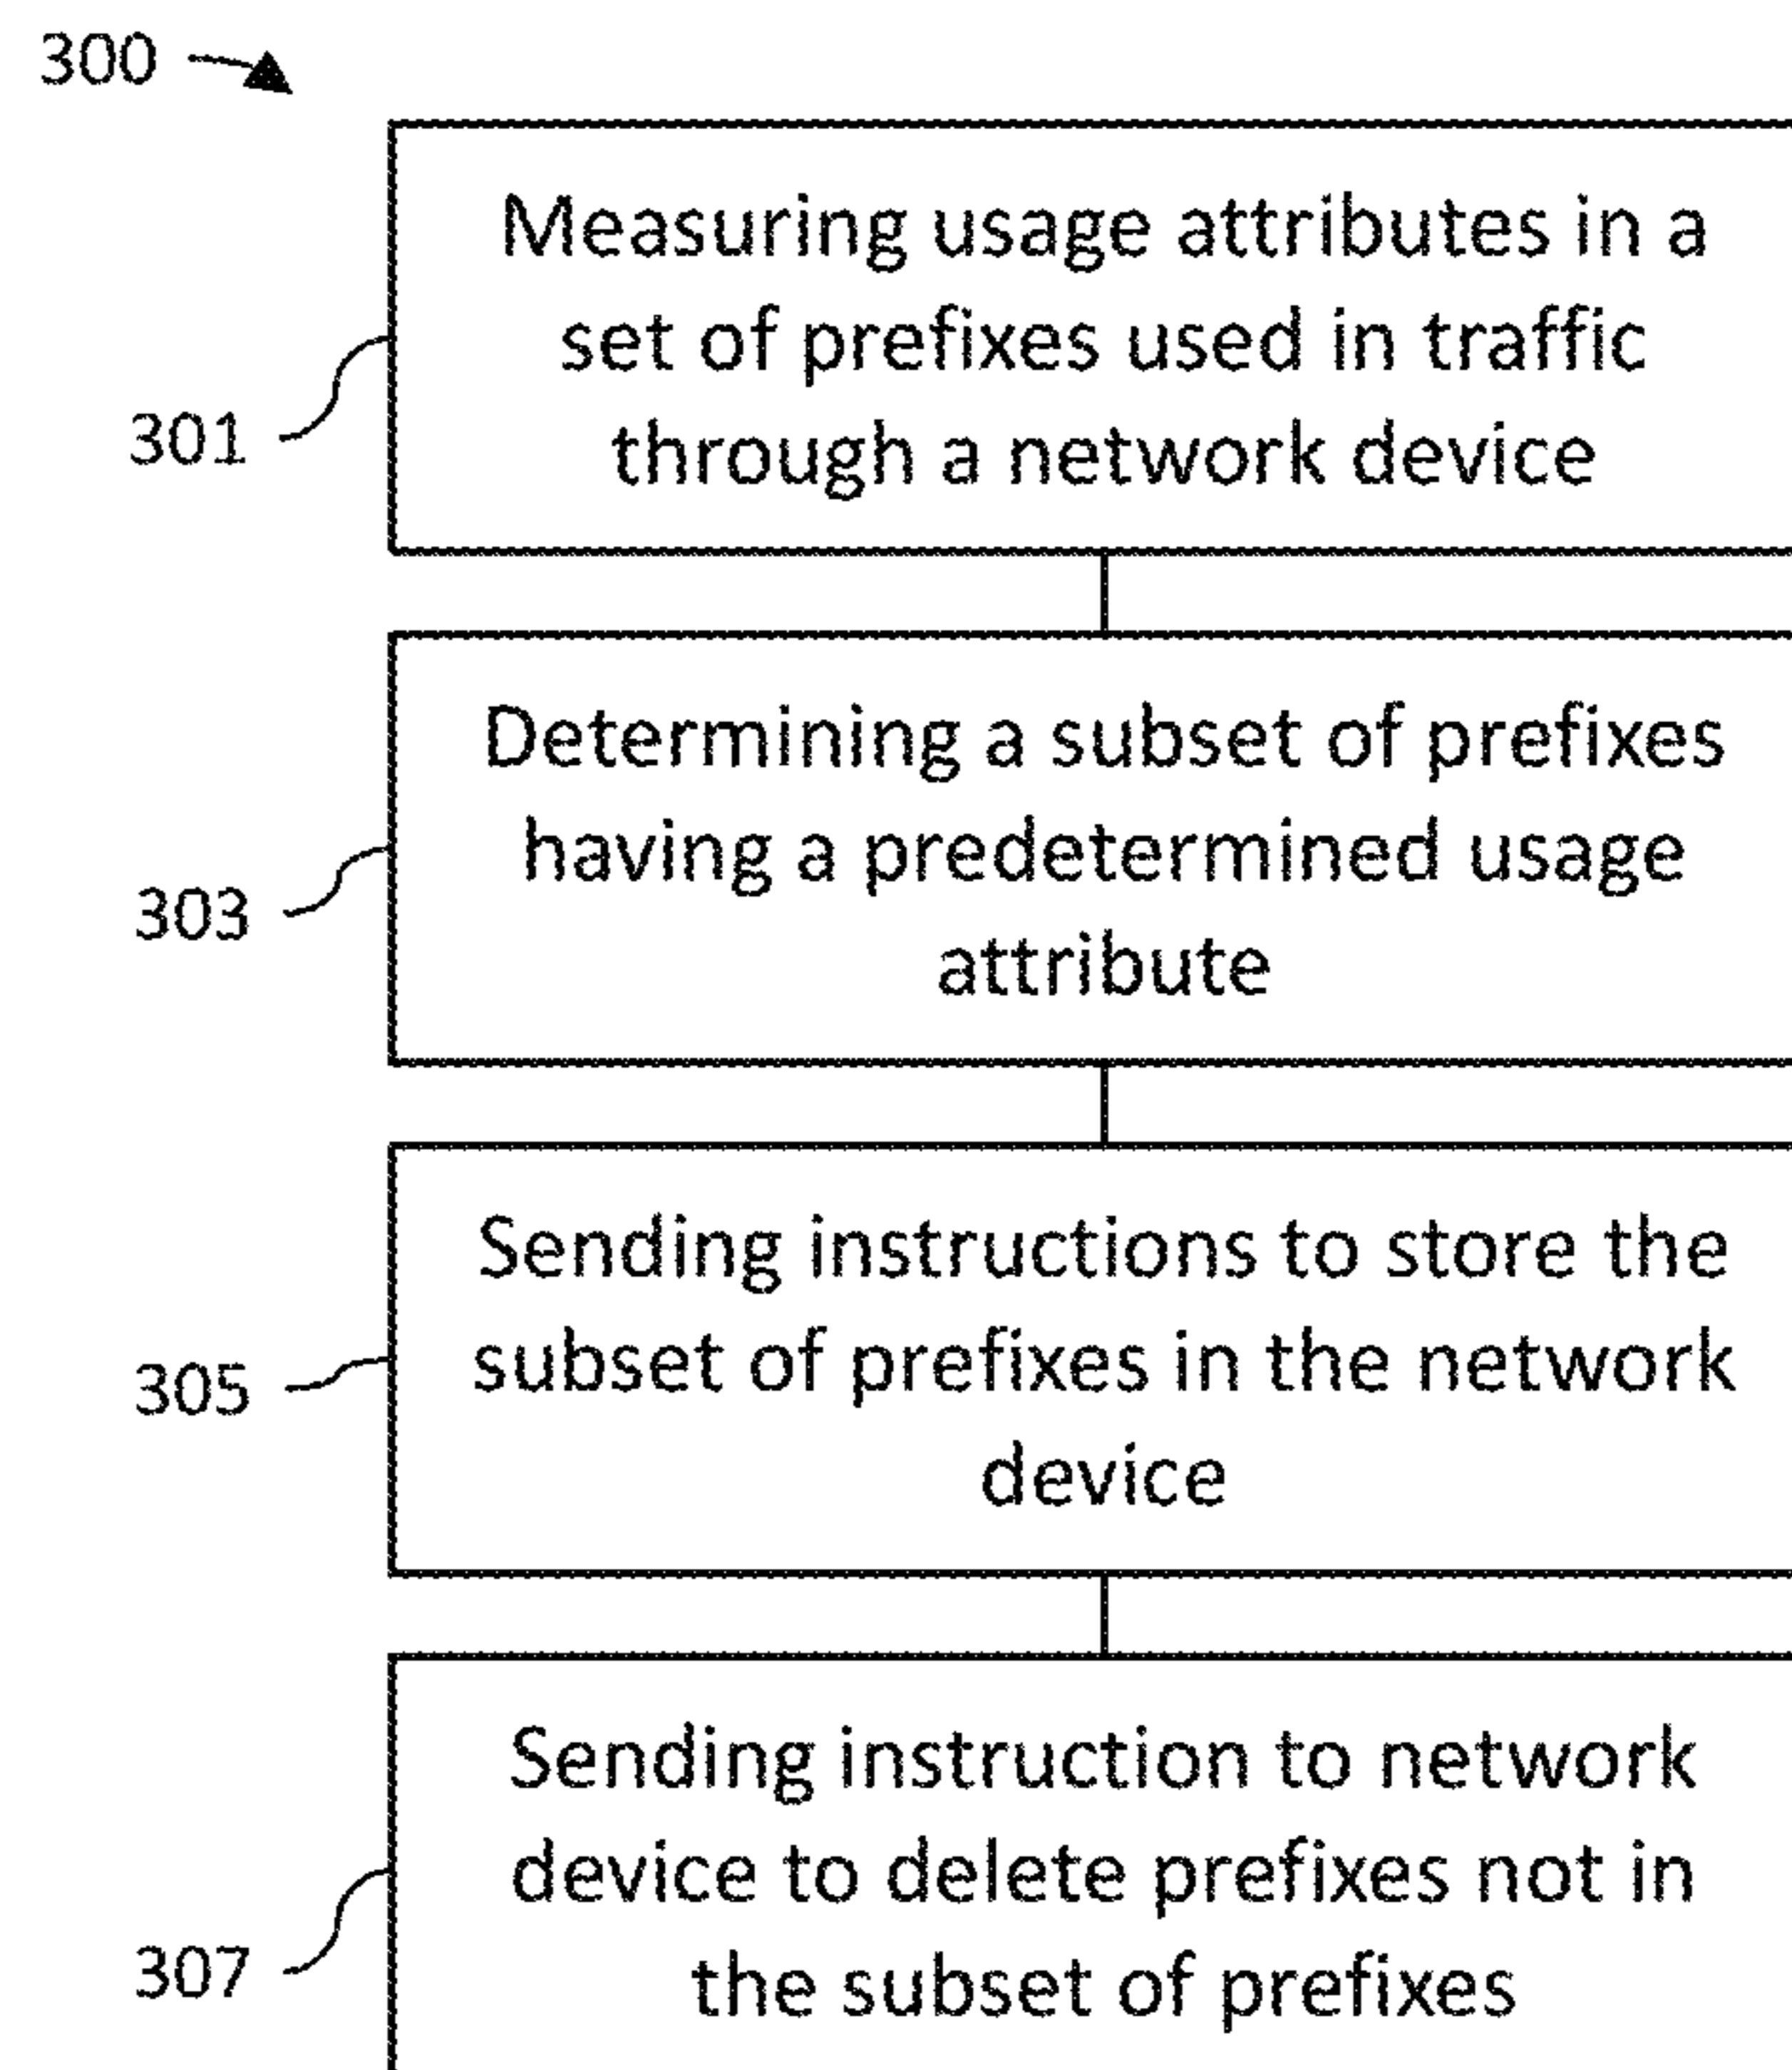 300
Measuring usage attributes in a
set of prefixes used in traffic
through a network device
301
Determining a subset of prefixes
having a predetermined usage
attribute
303
Sending instructions to store the
subset of prefixes in the network
device
305
Sending instruction to network
device to delete prefixes not in
the subset of prefixes
307